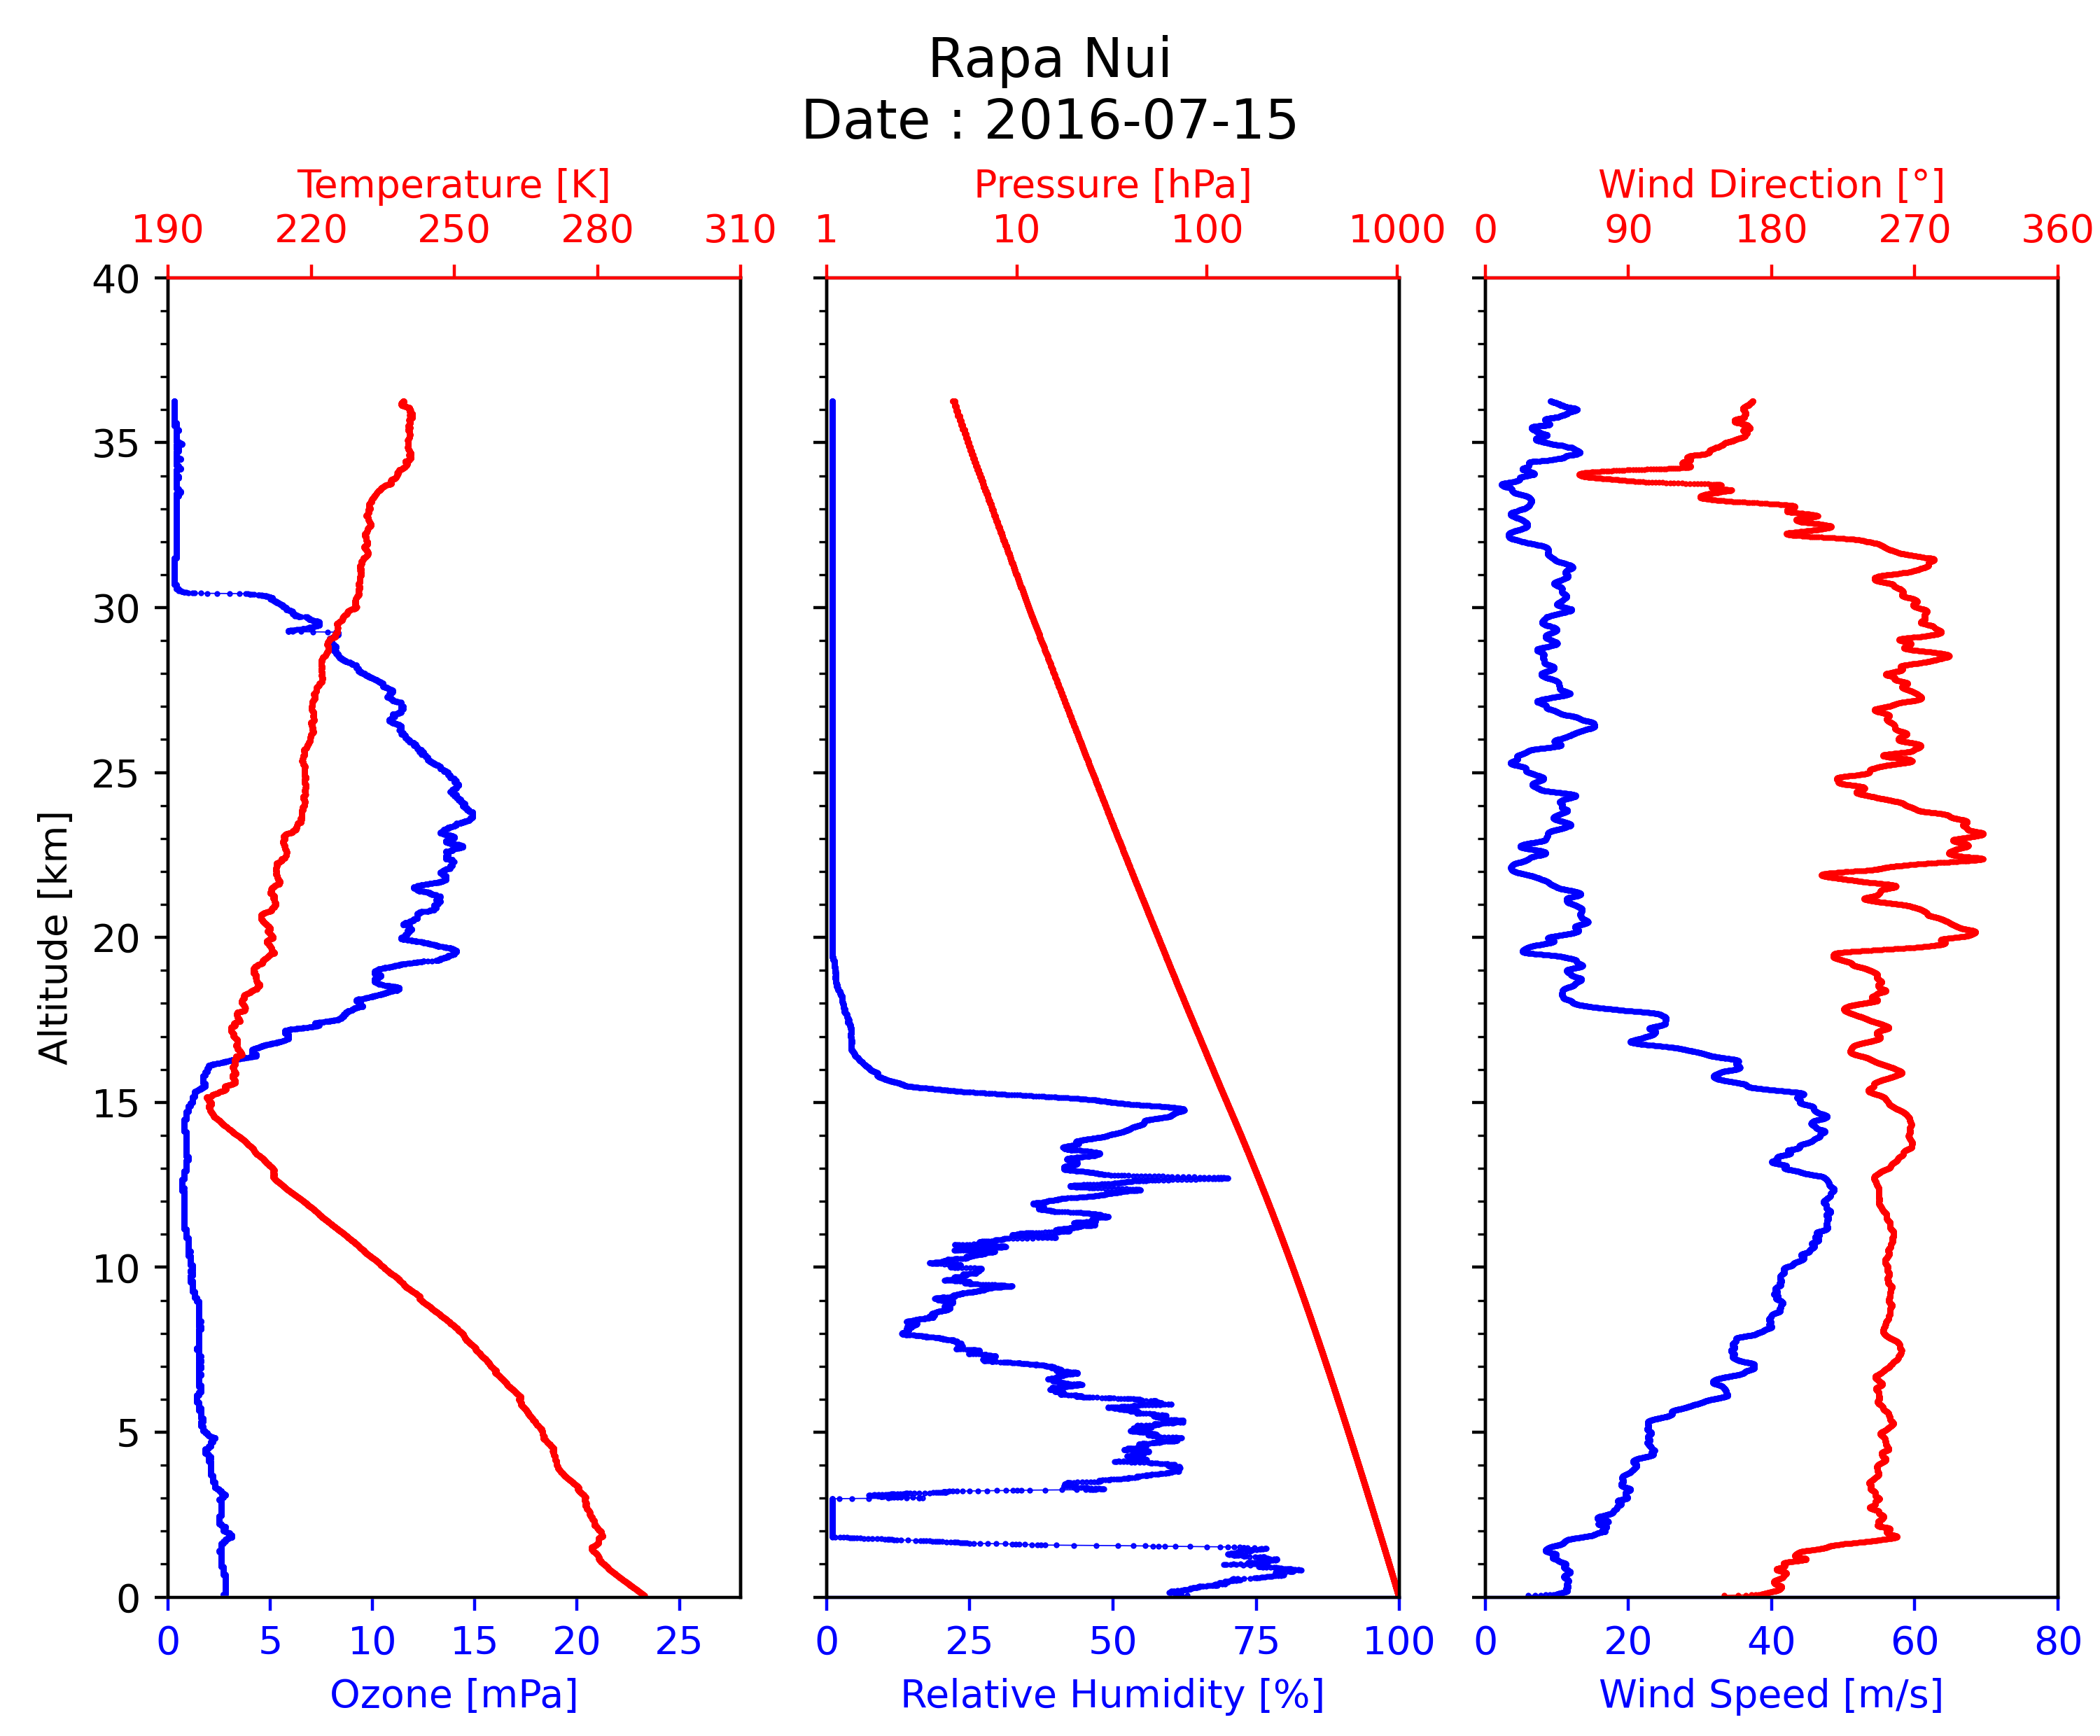 Rapa Nui
Date : 2016-07-15
Temperature [K]
190 220 250 280 310
Pressure [hPa]
1 10 100 1000
Wind Direction [°]
0 90 180 270 360
Altitude [km]
40
35
30
25
20
15
10
5
0
0 5 10 15 20 25
Ozone [mPa]
0 25 50 75 100
Relative Humidity [%]
0 20 40 60 80
Wind Speed [m/s]